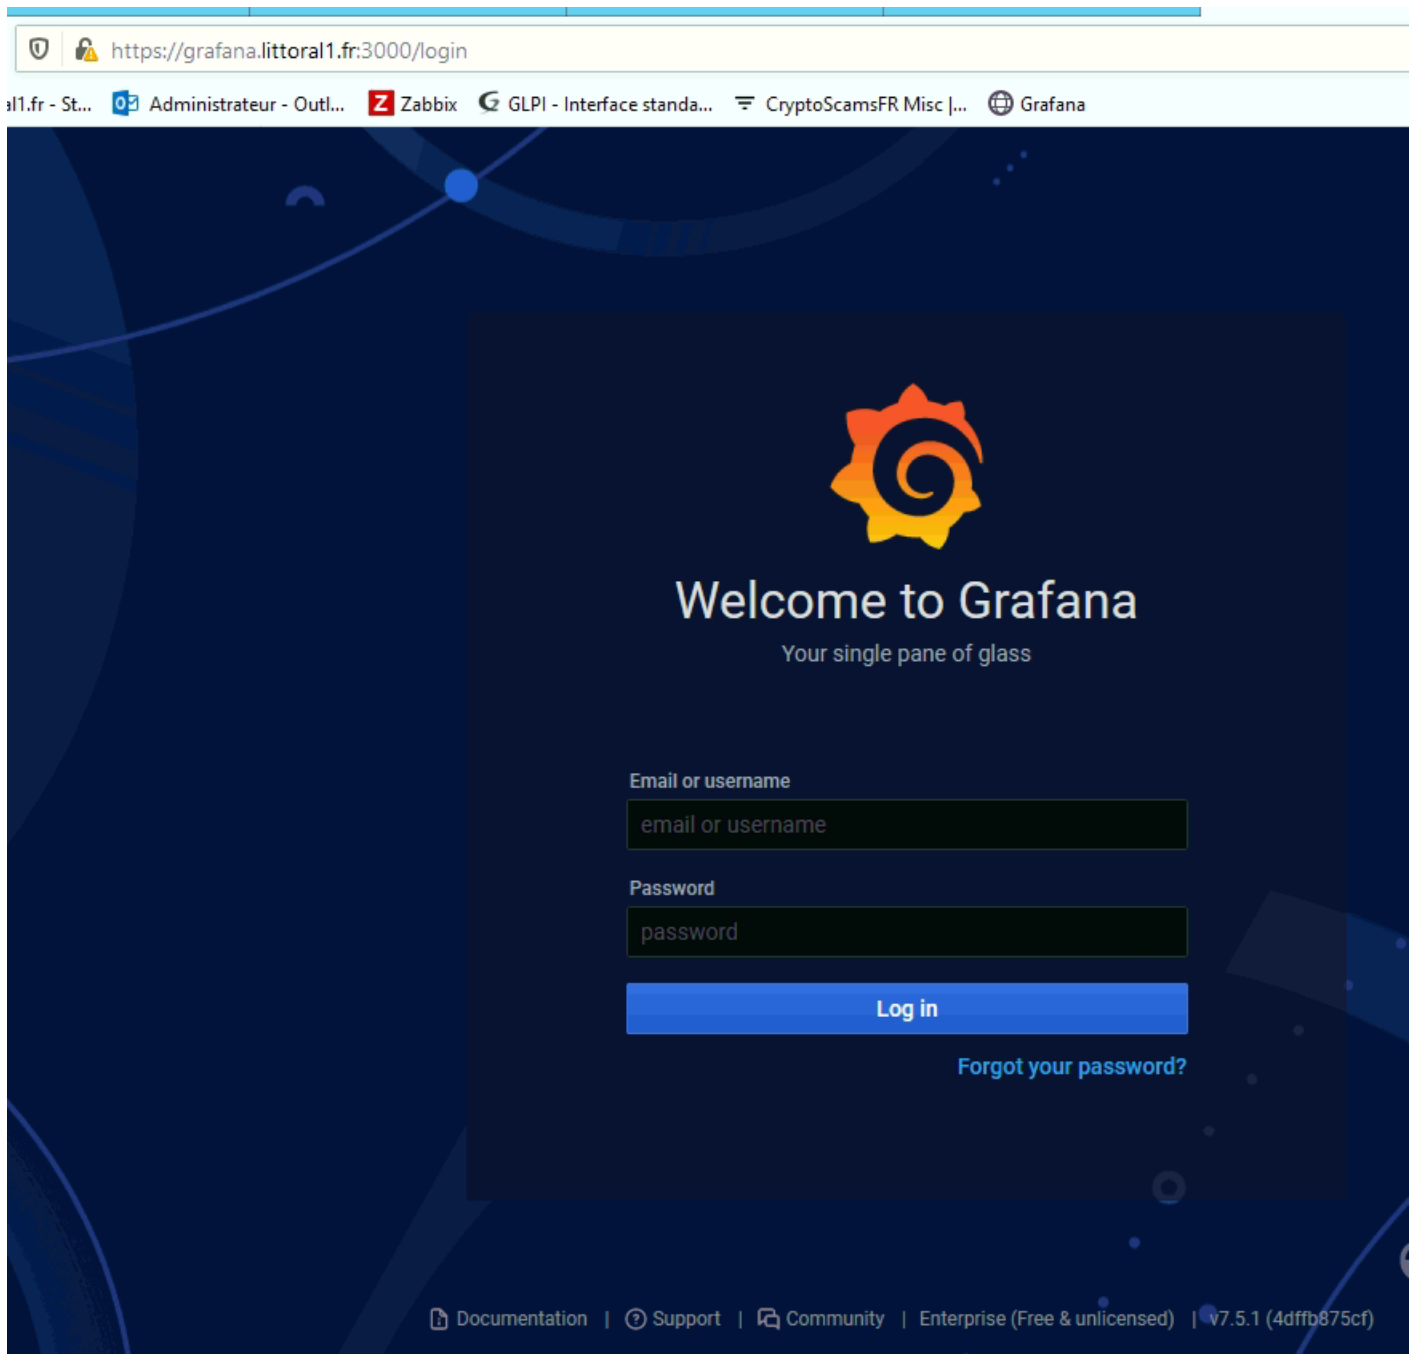 https://grafana.littoral1.fr:3000/login
al1.fr - St... Administrateur - Outl... Z Zabbix GLPI - Interface standa... CryptoScamsFR Misc |... Grafana
Welcome to Grafana
Your single pane of glass
Email or username
email or username
Password
password
Log in
Forgot your password?
Documentation | Support | Community | Enterprise (Free & unlicensed) | v7.5.1 (4dffb875cf)